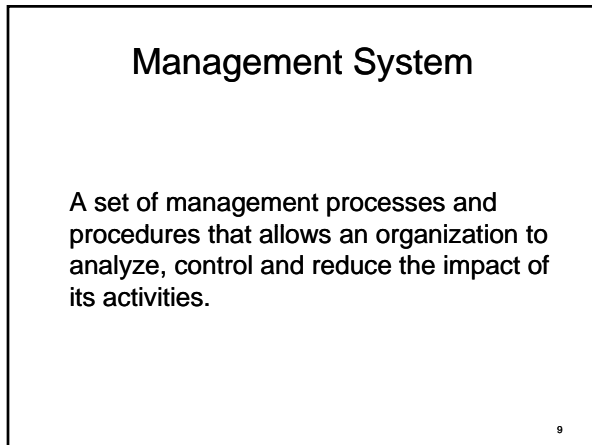 Management System
A set of management processes and
procedures that allows an organization to
analyze, control and reduce the impact of
its activities.
9